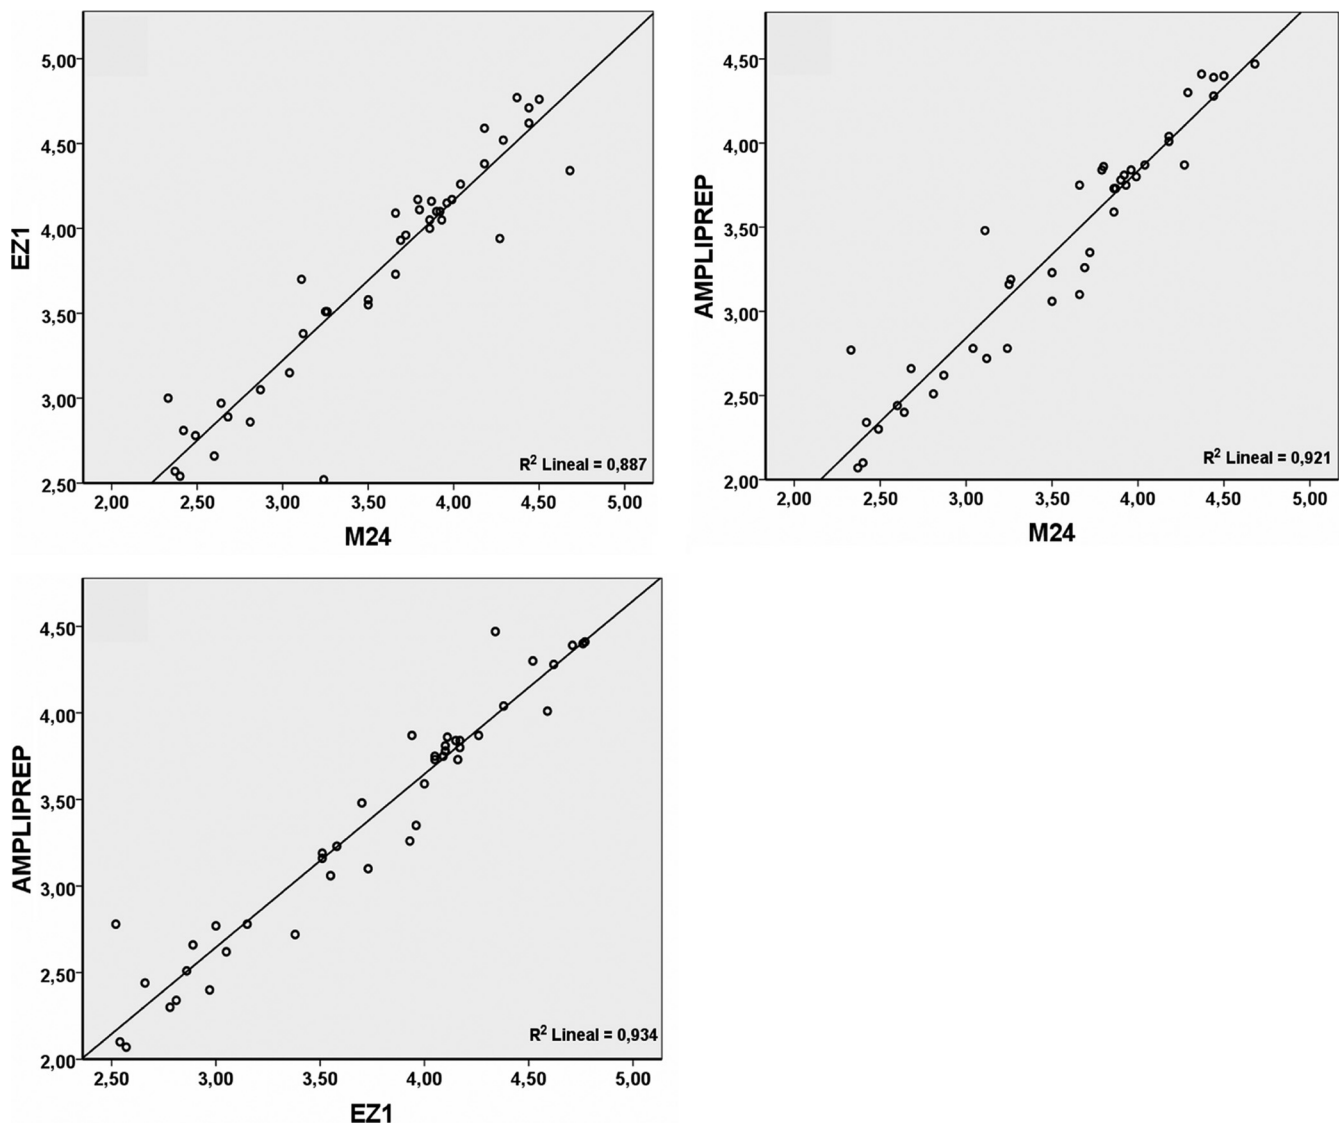 5,00
4,50
4,00
3,50
3,00
2,50
EZ1
R2 Lineal = 0,887
2,00 2,50 3,00 3,50 4,00 4,50 5,00
M24
4,50
4,00
3,50
3,00
2,50
2,00
AMPLIPREP
R2 Lineal = 0,921
2,00 2,50 3,00 3,50 4,00 4,50 5,00
M24
4,50
4,00
3,50
3,00
2,50
2,00
AMPLIPREP
R2 Lineal = 0,934
2,50 3,00 3,50 4,00 4,50 5,00
EZ1